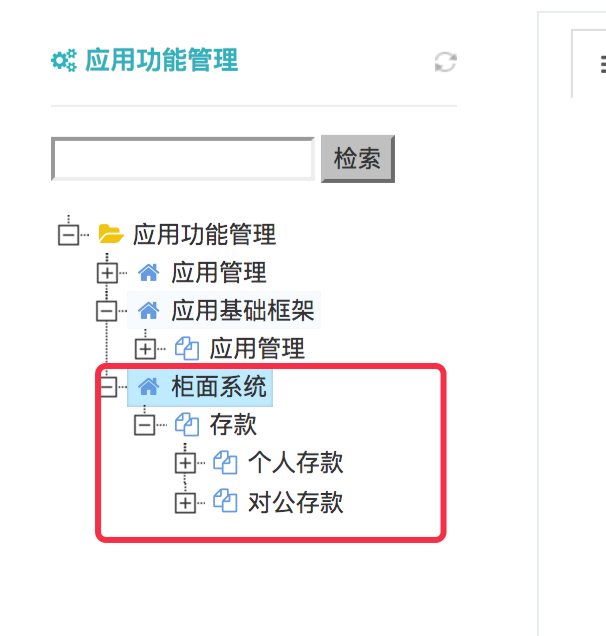 应用功能管理
检索
应用功能管理
应用管理
应用基础框架
应用管理
柜面系统
存款
个人存款
对公存款